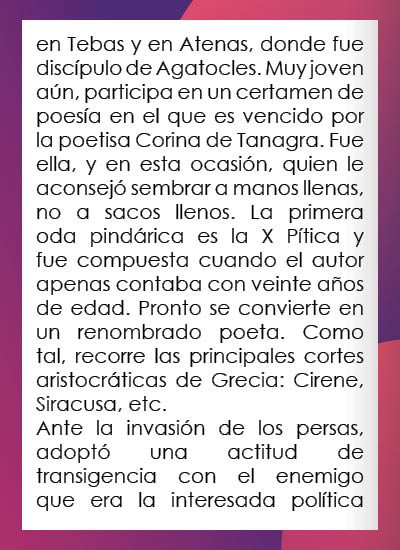 en Tebas y en Atenas, donde fue
discípulo de Agatocles. Muy joven
aún, participa en un certamen de
poesía en el que es vencido por
la poetisa Corina de Tanagra. Fue
ella, y en esta ocasión, quien le
aconsejó sembrar a manos llenas,
no a sacos llenos. La primera
oda pindárica es la X Pítica y
fue compuesta cuando el autor
apenas contaba con veinte años
de edad. Pronto se convierte en
un renombrado poeta. Como
tal, recorre las principales cortes
aristocráticas de Grecia: Cirene,
Siracusa, etc.
Ante la invasión de los persas,
adoptó una actitud de
transigencia con el enemigo
que era la interesada política